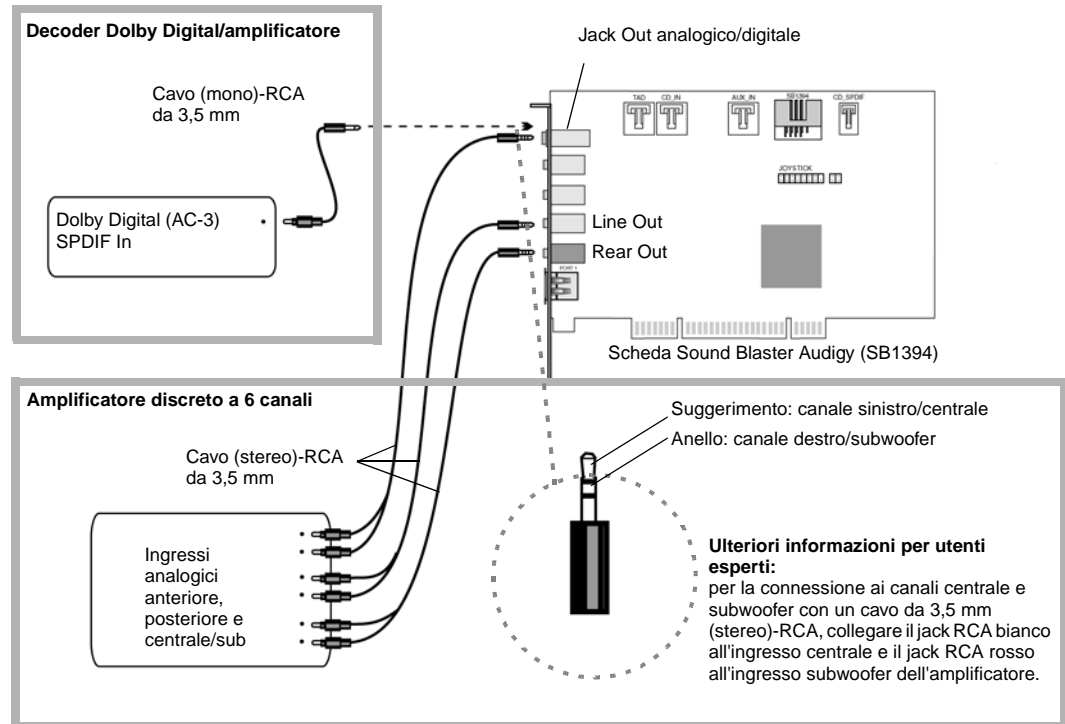 Decoder Dolby Digital/amplificatore
Cavo (mono)-RCA
da 3,5 mm
Dolby Digital (AC-3)
SPDIF In
Jack Out analogico/digitale
TAD
CD_IN
AUX_IN
SB1394
CD_SPDIF
JOYSTICK
Line Out
Rear Out
PORT 1
Scheda Sound Blaster Audigy (SB1394)
Amplificatore discreto a 6 canali
Cavo (stereo)-RCA
da 3,5 mm
Ingressi
analogici
anteriore,
posteriore e
centrale/sub
Suggerimento: canale sinistro/centrale
Anello: canale destro/subwoofer
Ulteriori informazioni per utenti
esperti:
per la connessione ai canali centrale e
subwoofer con un cavo da 3,5 mm
(stereo)-RCA, collegare il jack RCA bianco
all'ingresso centrale e il jack RCA rosso
all'ingresso subwoofer dell'amplificatore.